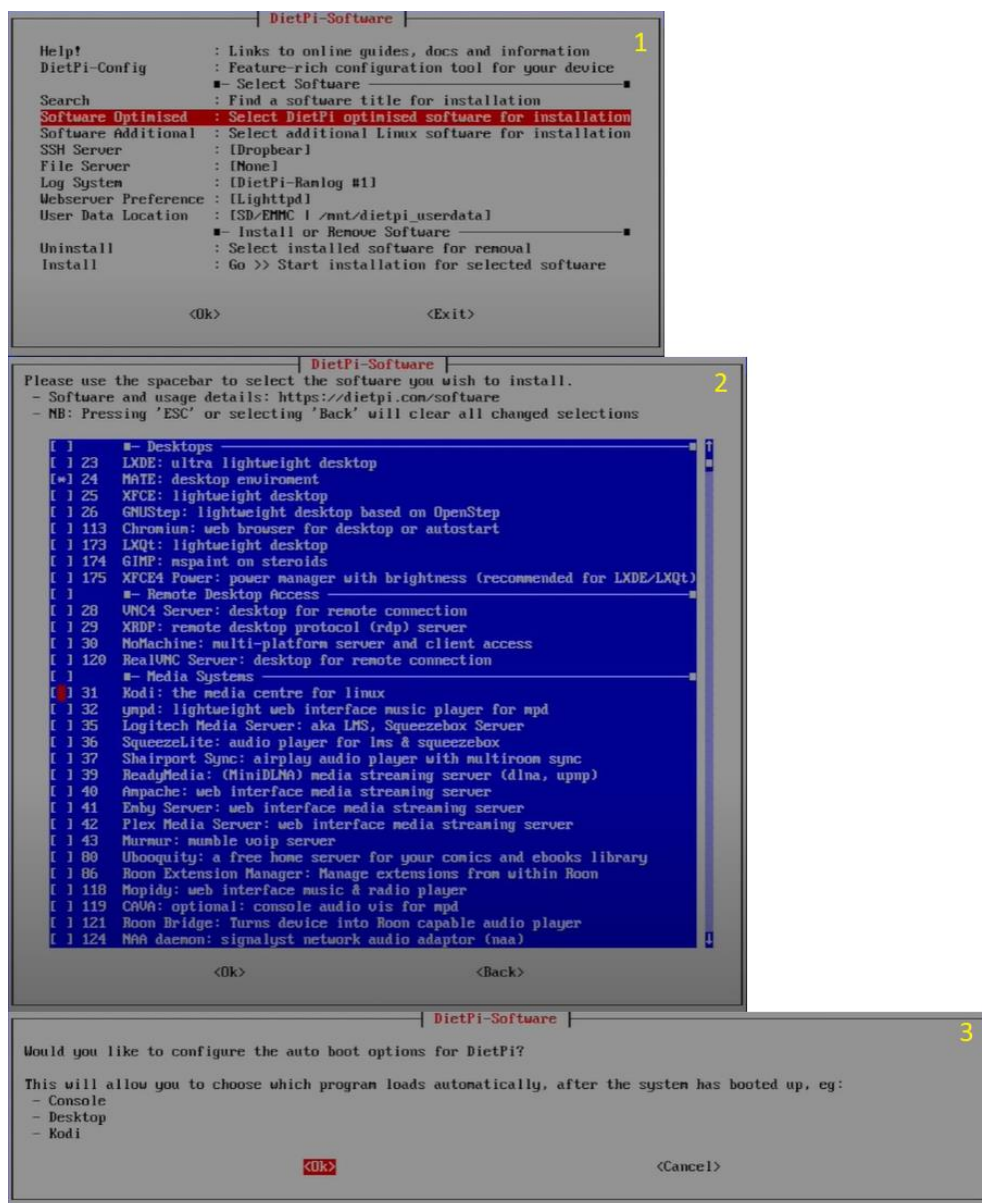 DietPi-Software
1
Help! : Links to online guides, docs and information
DietPi-Config : Feature-rich configuration tool for your device
Select Software
Search : Find a software title for installation
Software Optimised : Select DietPi optimised software for installation
Software Additional : Select additional Linux software for installation
SSH Server : [Dropbear]
File Server : [None]
Log System : [DietPi-Ramlog #1]
Webserver Preference : [Lighttpd]
User Data Location : [SD/EMMC | /mnt/dietpi_userdata]
Install or Remove Software
Uninstall : Select installed software for removal
Install : Go >> Start installation for selected software
<Ok> <Exit>
DietPi-Software
2
Please use the spacebar to select the software you wish to install.
- Software and usage details: https://dietpi.com/software
- NB: Pressing 'ESC' or selecting 'Back' will clear all changed selections
[ ] Desktops
[ ] 23 LXDE: ultra lightweight desktop
[*] 24 MATE: desktop enviroment
[ ] 25 XFCE: lightweight desktop
[ ] 26 GNUStep: lightweight desktop based on OpenStep
[ ] 113 Chromium: web browser for desktop or autostart
[ ] 173 LXQt: lightweight desktop
[ ] 174 GIMP: mspaint on steroids
[ ] 175 XFCE4 Power: power manager with brightness (recommended for LXDE/LXQt)
[ ] Remote Desktop Access
[ ] 28 VNC4 Server: desktop for remote connection
[ ] 29 XRDP: remote desktop protocol (rdp) server
[ ] 30 NoMachine: multi-platform server and client access
[ ] 120 RealVNC Server: desktop for remote connection
[ ] Media Systems
[ ] 31 Kodi: the media centre for linux
[ ] 32 ympd: lightweight web interface music player for mpd
[ ] 35 Logitech Media Server: aka LMS, Squeezebox Server
[ ] 36 SqueezeLite: audio player for lms & squeezebox
[ ] 37 Shairport Sync: airplay audio player with multiroom sync
[ ] 39 ReadyMedia: (MiniDLNA) media streaming server (dlna, upnp)
[ ] 40 Ampache: web interface media streaming server
[ ] 41 Emby Server: web interface media streaming server
[ ] 42 Plex Media Server: web interface media streaming server
[ ] 43 Murmur: mumble voip server
[ ] 80 Ubooquity: a free home server for your comics and ebooks library
[ ] 86 Roon Extension Manager: Manage extensions from within Roon
[ ] 118 Mopidy: web interface music & radio player
[ ] 119 CAVA: optional: console audio vis for mpd
[ ] 121 Roon Bridge: Turns device into Roon capable audio player
[ ] 124 NAA daemon: signalyst network audio adaptor (naa)
<Ok> <Back>
DietPi-Software
3
Would you like to configure the auto boot options for DietPi?
This will allow you to choose which program loads automatically, after the system has booted up, eg:
- Console
- Desktop
- Kodi
<Ok> <Cancel>